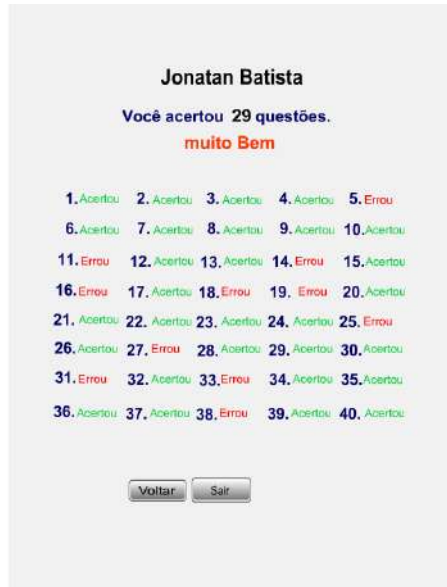 Jonatan Batista
Você acertou 29 questões.
muito Bem
1. Acertou 2. Acertou 3. Acertou 4. Acertou 5. Errou
6. Acertou 7. Acertou 8. Acertou 9. Acertou 10. Acertou
11. Errou 12. Acertou 13. Acertou 14. Errou 15. Acertou
16. Errou 17. Acertou 18. Errou 19. Errou 20. Acertou
21. Acertou 22. Acertou 23. Acertou 24. Acertou 25. Errou
26. Acertou 27. Errou 28. Acertou 29. Acertou 30. Acertou
31. Errou 32. Acertou 33. Errou 34. Acertou 35. Acertou
36. Acertou 37. Acertou 38. Errou 39. Acertou 40. Acertou
Voltar Sair